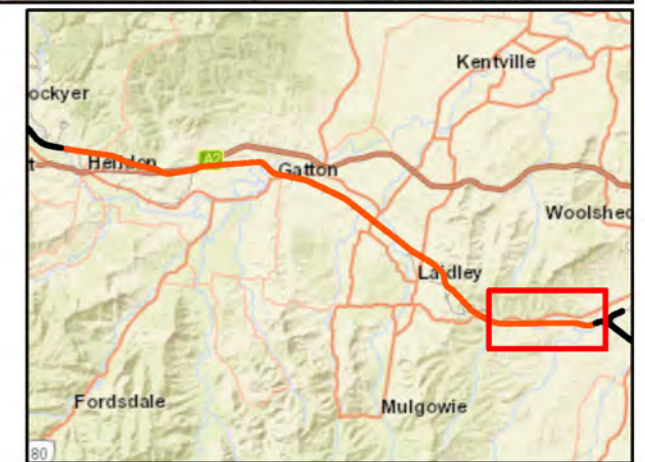 Kentville
ockyer
A2
t
Helidon
Gatton
Woolshed
Laidley
Fordsdale
Mulgowie
80